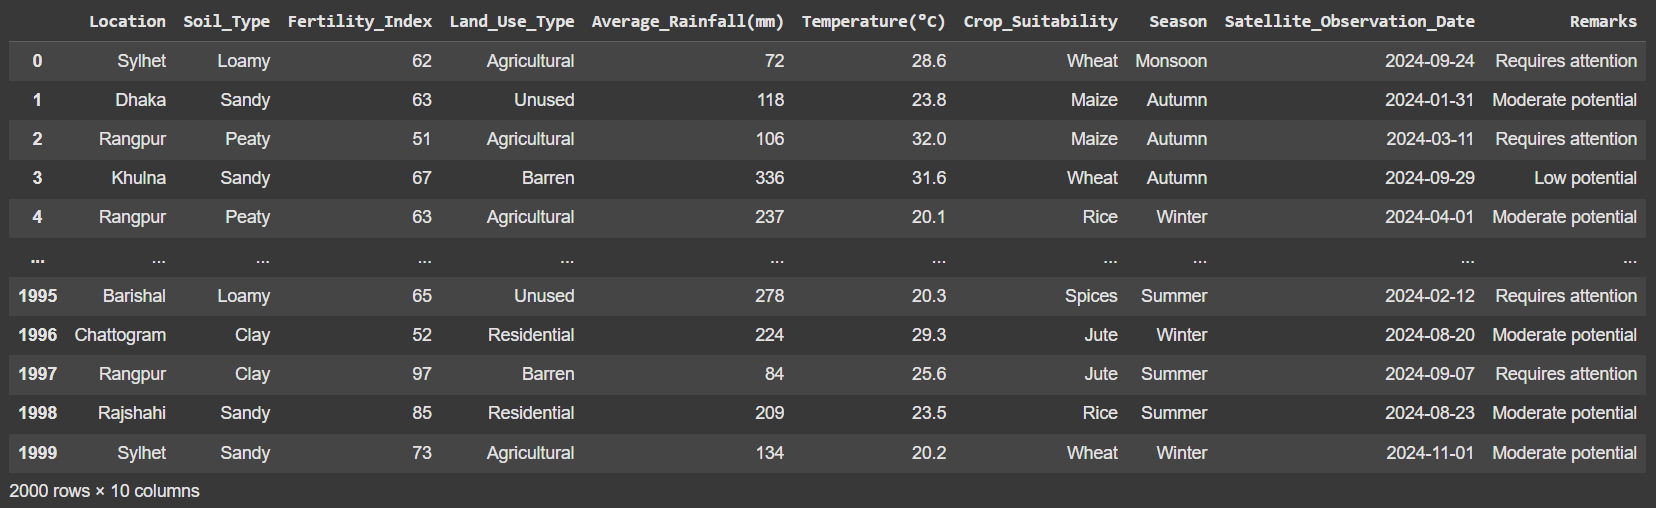 Location Soil_Type Fertility_Index Land_Use_Type Average_Rainfall(mm) Temperature(°C) Crop_Suitability Season Satellite_Observation_Date Remarks
0 Sylhet Loamy 62 Agricultural 72 28.6 Wheat Monsoon 2024-09-24 Requires attention
1 Dhaka Sandy 63 Unused 118 23.8 Maize Autumn 2024-01-31 Moderate potential
2 Rangpur Peaty 51 Agricultural 106 32.0 Maize Autumn 2024-03-11 Requires attention
3 Khulna Sandy 67 Barren 336 31.6 Wheat Autumn 2024-09-29 Low potential
4 Rangpur Peaty 63 Agricultural 237 20.1 Rice Winter 2024-04-01 Moderate potential
... ... ... ... ... ... ... ... ... ... ...
1995 Barishal Loamy 65 Unused 278 20.3 Spices Summer 2024-02-12 Requires attention
1996 Chattogram Clay 52 Residential 224 29.3 Jute Winter 2024-08-20 Moderate potential
1997 Rangpur Clay 97 Barren 84 25.6 Jute Summer 2024-09-07 Requires attention
1998 Rajshahi Sandy 85 Residential 209 23.5 Rice Summer 2024-08-23 Moderate potential
1999 Sylhet Sandy 73 Agricultural 134 20.2 Wheat Winter 2024-11-01 Moderate potential
2000 rows × 10 columns